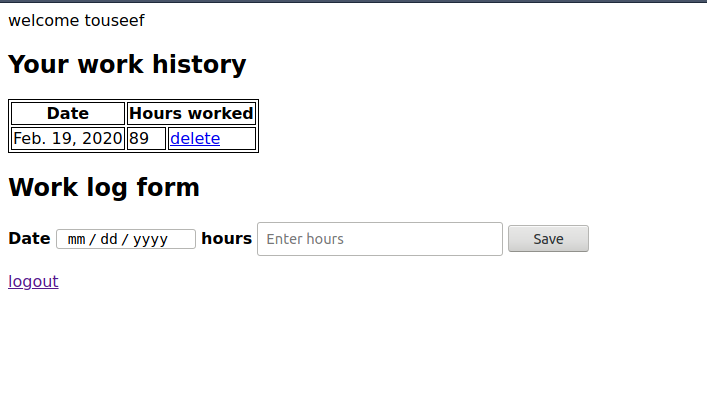 welcome touseef
Your work history
Date Hours worked
Feb. 19, 2020 89 delete
Work log form
Date mm / dd / yyyy hours Enter hours Save
logout